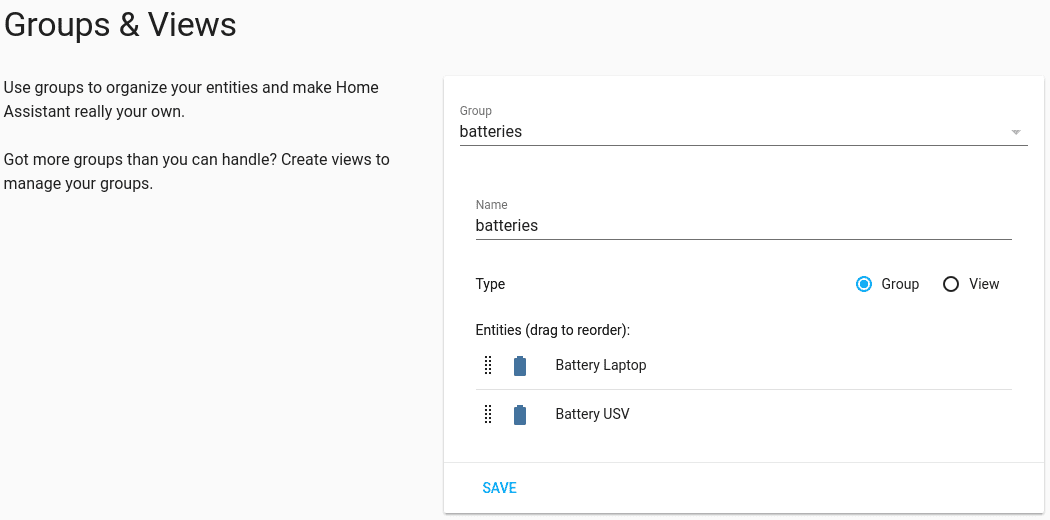 Groups & Views
Use groups to organize your entities and make Home
Assistant really your own.
Got more groups than you can handle? Create views to
manage your groups.
Group
batteries
Name
batteries
Type
Group
View
Entities (drag to reorder):
Battery Laptop
Battery USV
SAVE